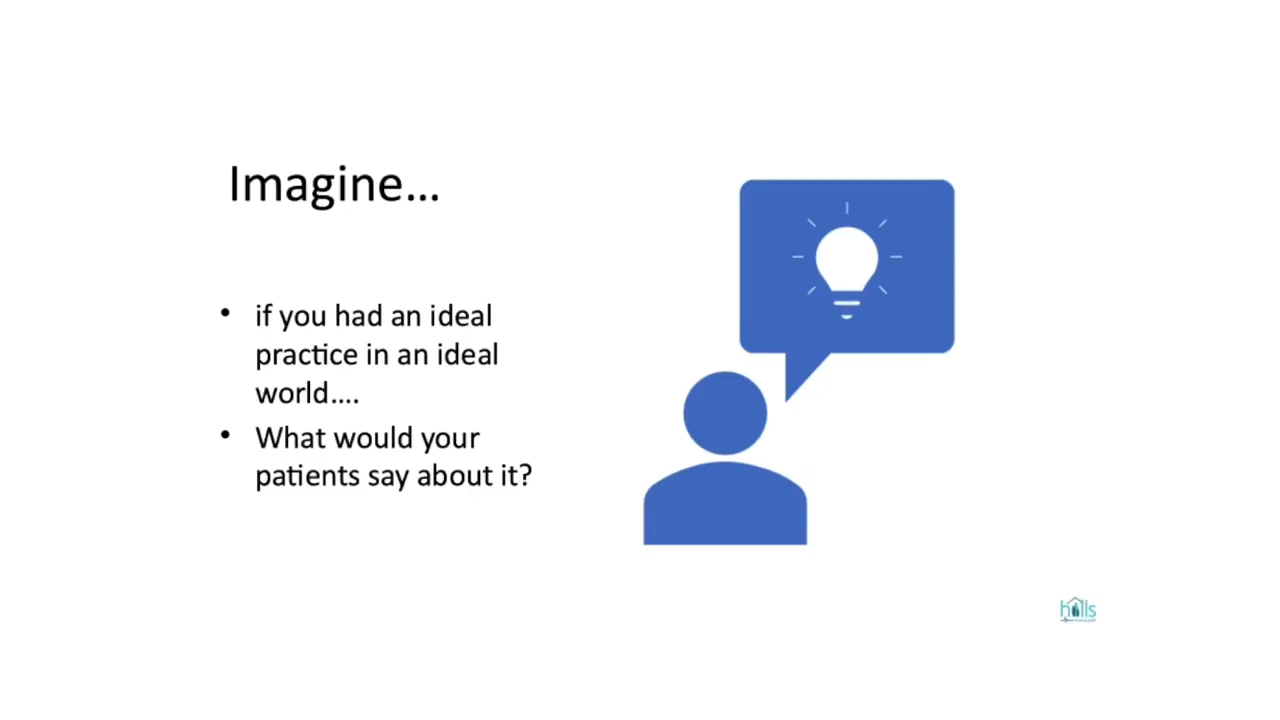 Imagine…
• if you had an ideal
practice in an ideal
world….
• What would your
patients say about it?